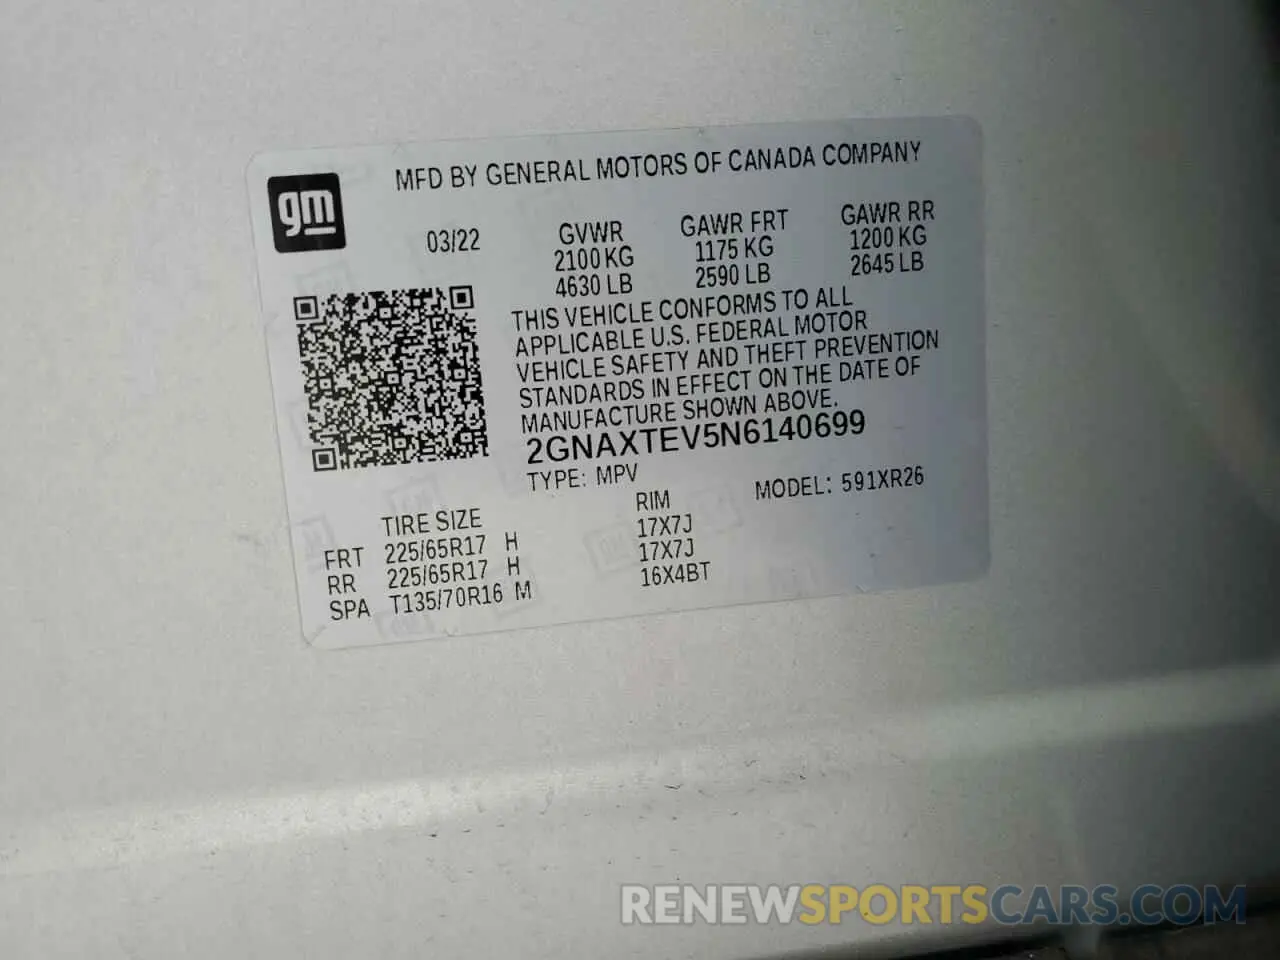 MFD BY GENERAL MOTORS OF CANADA COMPANY
gm
03/22
GVWR
2100 KG
4630 LB
GAWR FRT
1175 KG
2590 LB
GAWR RR
1200 KG
2645 LB
THIS VEHICLE CONFORMS TO ALL
APPLICABLE U.S. FEDERAL MOTOR
VEHICLE SAFETY AND THEFT PREVENTION
STANDARDS IN EFFECT ON THE DATE OF
MANUFACTURE SHOWN ABOVE.
2GNAXTEV5N6140699
TYPE: MPV
MODEL: 591XR26
TIRE SIZE RIM
FRT 225/65R17 H 17X7J
RR 225/65R17 H 17X7J
SPA T135/70R16 M 16X4BT
RENEWSPORTSCARS.COM